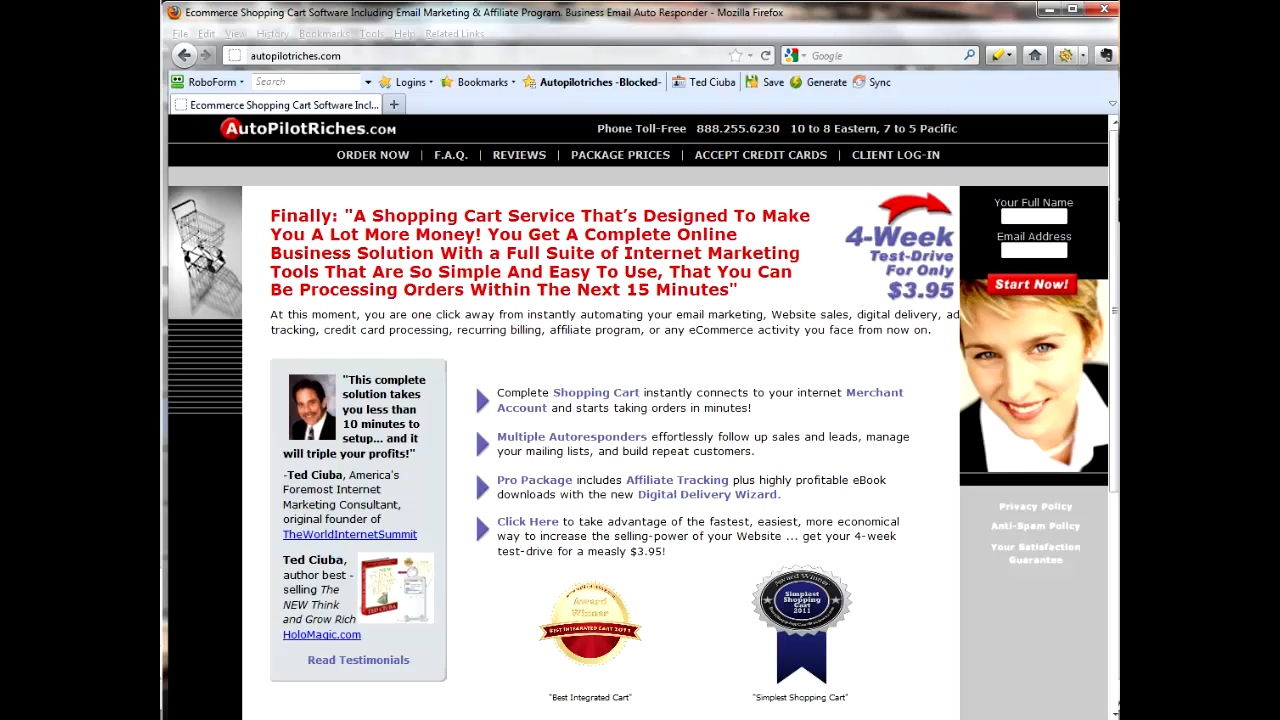 Ecommerce Shopping Cart Software Including Email Marketing & Affiliate Program. Business Email Auto Responder - Mozilla Firefox
File Edit View History Bookmarks Tools Help Related Links
autopilotriches.com
Google
RoboForm Search Logins Bookmarks Autopilotriches -Blocked- Ted Ciuba Save Generate Sync
Ecommerce Shopping Cart Software Incl...
AUTOPILOTRICHES.COM
Phone Toll-Free 888.255.6230 10 to 8 Eastern, 7 to 5 Pacific
ORDER NOW | F.A.Q. | REVIEWS | PACKAGE PRICES | ACCEPT CREDIT CARDS | CLIENT LOG-IN
Finally: "A Shopping Cart Service That's Designed To Make
You A Lot More Money! You Get A Complete Online
Business Solution With a Full Suite of Internet Marketing
Tools That Are So Simple And Easy To Use, That You Can
Be Processing Orders Within The Next 15 Minutes"
4-Week
Test-Drive
For Only
$3.95
Your Full Name
Email Address
Start Now!
At this moment, you are one click away from instantly automating your email marketing, Website sales, digital delivery, ad
tracking, credit card processing, recurring billing, affiliate program, or any eCommerce activity you face from now on.
"This complete
solution takes
you less than
10 minutes to
setup... and it
will triple your profits!"
-Ted Ciuba, America's
Foremost Internet
Marketing Consultant,
original founder of
TheWorldInternetSummit
Ted Ciuba,
author best -
selling The
NEW Think
and Grow Rich
HoloMagic.com
Read Testimonials
Complete Shopping Cart instantly connects to your internet Merchant
Account and starts taking orders in minutes!
Multiple Autoresponders effortlessly follow up sales and leads, manage
your mailing lists, and build repeat customers.
Pro Package includes Affiliate Tracking plus highly profitable eBook
downloads with the new Digital Delivery Wizard.
Click Here to take advantage of the fastest, easiest, more economical
way to increase the selling-power of your Website ... get your 4-week
test-drive for a measly $3.95!
Award
Winner
BEST INTEGRATED CART 2011
"Best Integrated Cart"
Award Winner
Simplest
Shopping
Cart
2011
"Simplest Shopping Cart"
Privacy Policy
Anti-Spam Policy
Your Satisfaction
Guarantee